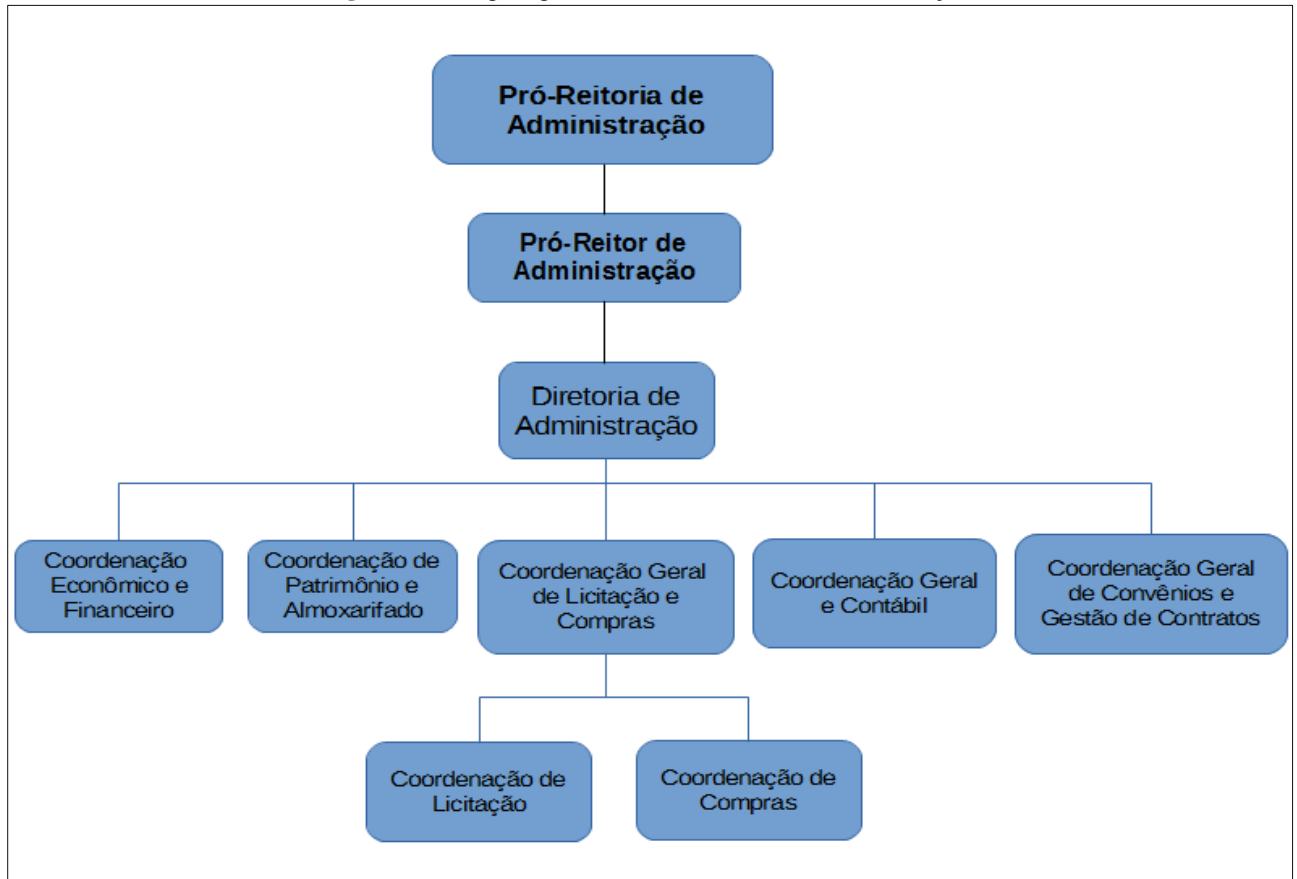 Pró-Reitoria de
Administração
Pró-Reitor de
Administração
Diretoria de
Administração
Coordenação
Econômico e
Financeiro
Coordenação de
Patrimônio e
Almoxarifado
Coordenação Geral
de Licitação e
Compras
Coordenação Geral
e Contábil
Coordenação Geral
de Convênios e
Gestão de Contratos
Coordenação de
Licitação
Coordenação de
Compras